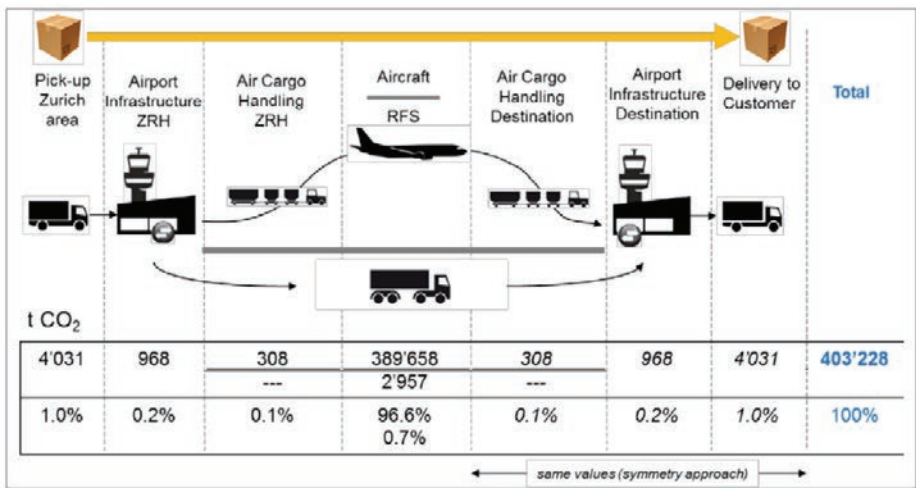 Pick-up
Zurich
area
Airport
Infrastructure
ZRH
Air Cargo
Handling
ZRH
Aircraft
RFS
Air Cargo
Handling
Destination
Airport
Infrastructure
Destination
Delivery to
Customer
Total
t CO₂
4'031 968 308 389'658 308 968 4'031 403'228
--- 2'957 ---
1.0% 0.2% 0.1% 96.6% 0.1% 0.2% 1.0% 100%
0.7%
same values (symmetry approach)